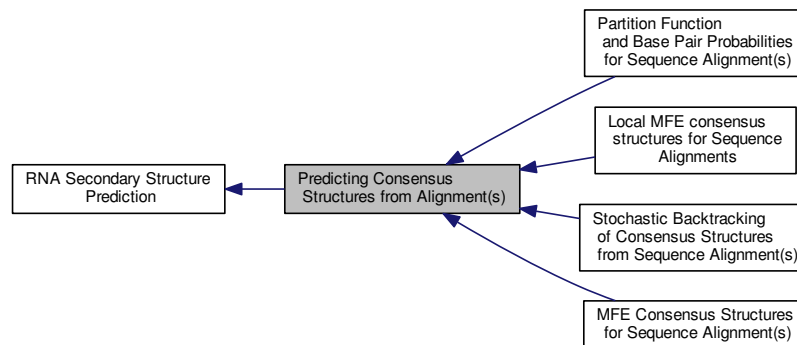 Partition Function
and Base Pair Probabilities
for Sequence Alignment(s)
Local MFE consensus
structures for Sequence
Alignments
RNA Secondary Structure
Prediction
Predicting Consensus
Structures from Alignment(s)
Stochastic Backtracking
of Consensus Structures
from Sequence Alignment(s)
MFE Consensus Structures
for Sequence Alignment(s)